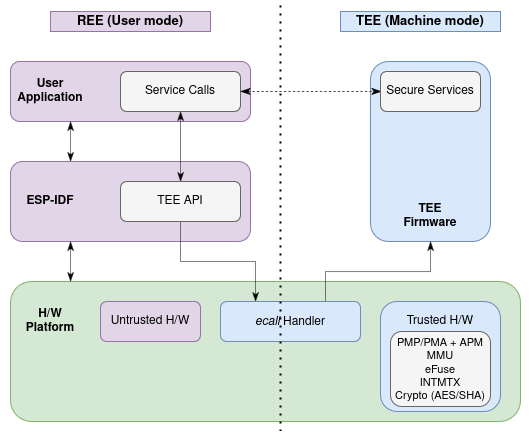 REE (User mode)
TEE (Machine mode)
User
Application
Service Calls
Secure Services
ESP-IDF
TEE API
TEE
Firmware
H/W
Platform
Untrusted H/W
ecall Handler
Trusted H/W
PMP/PMA + APM
MMU
eFuse
INTMTX
Crypto (AES/SHA)